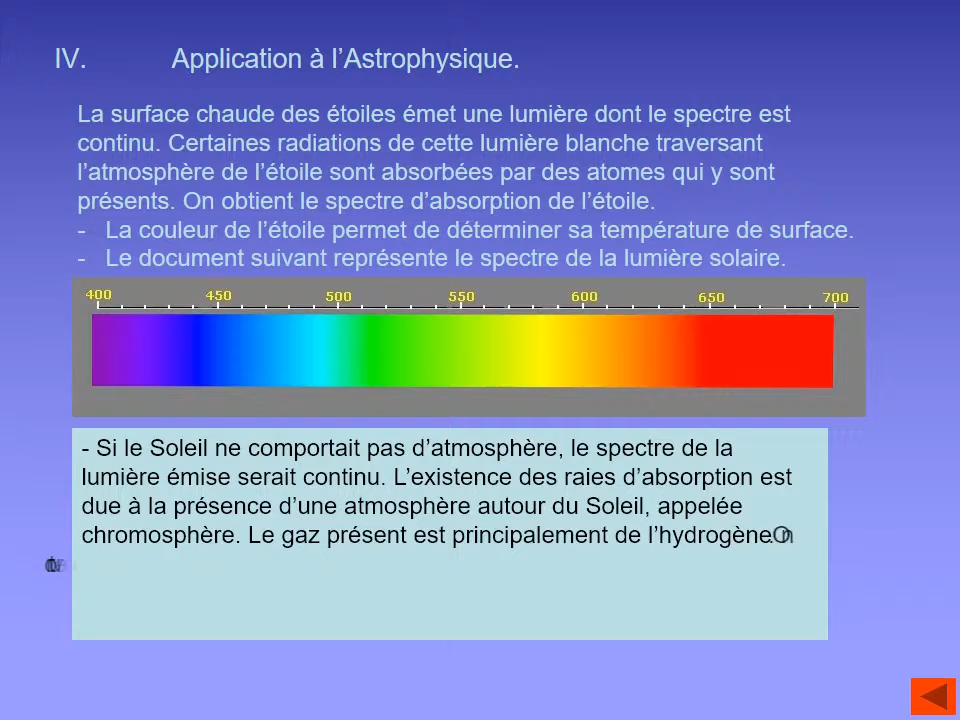 IV. Application à l’Astrophysique.
La surface chaude des étoiles émet une lumière dont le spectre est
continu. Certaines radiations de cette lumière blanche traversant
l’atmosphère de l’étoile sont absorbées par des atomes qui y sont
présents. On obtient le spectre d’absorption de l’étoile.
- La couleur de l’étoile permet de déterminer sa température de surface.
- Le document suivant représente le spectre de la lumière solaire.
400 450 500 550 600 650 700
- Si le Soleil ne comportait pas d’atmosphère, le spectre de la
lumière émise serait continu. L’existence des raies d’absorption est
due à la présence d’une atmosphère autour du Soleil, appelée
chromosphère. Le gaz présent est principalement de l’hydrogène.